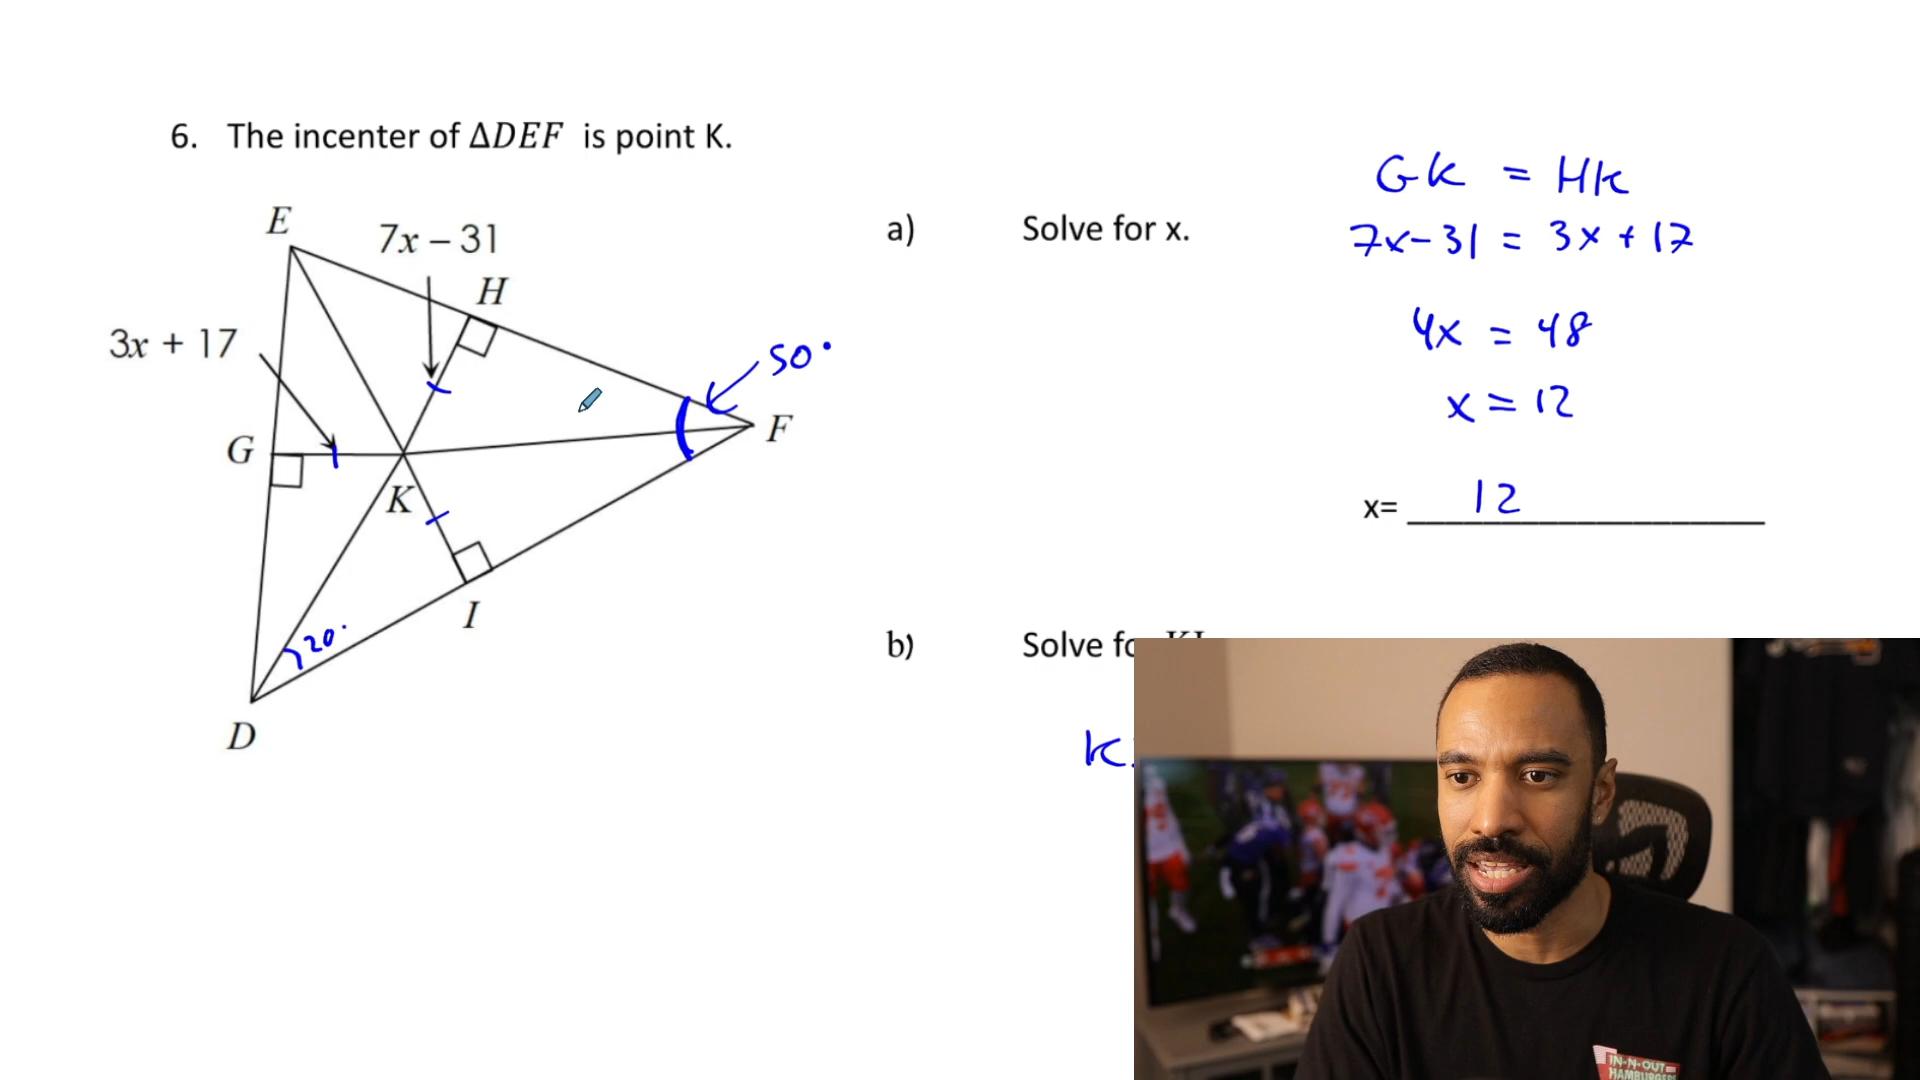 6. The incenter of ΔDEF is point K.
E
7x – 31
H
3x + 17
50°
G
F
K
I
20°
D
a) Solve for x.
GK = HK
7x-31 = 3x + 17
4x = 48
x = 12
x= 12
b) Solve
K
IN-N-OUT
HAMBURGERS